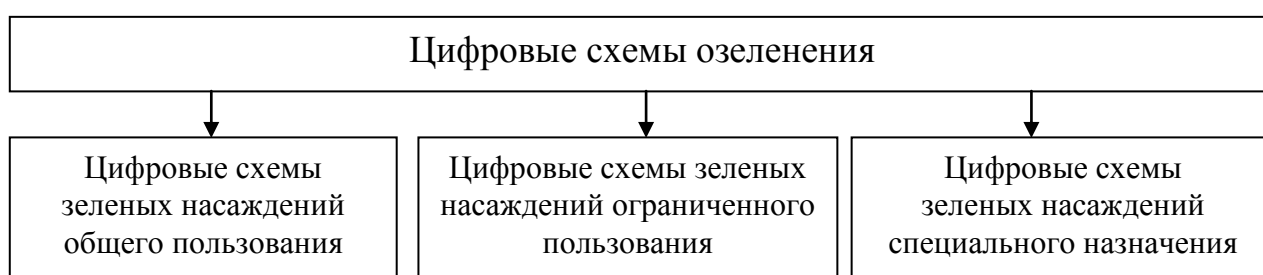 Цифровые схемы озеленения
Цифровые схемы
зеленых насаждений
общего пользования
Цифровые схемы зеленых
насаждений ограниченного
пользования
Цифровые схемы
зеленых насаждений
специального назначения